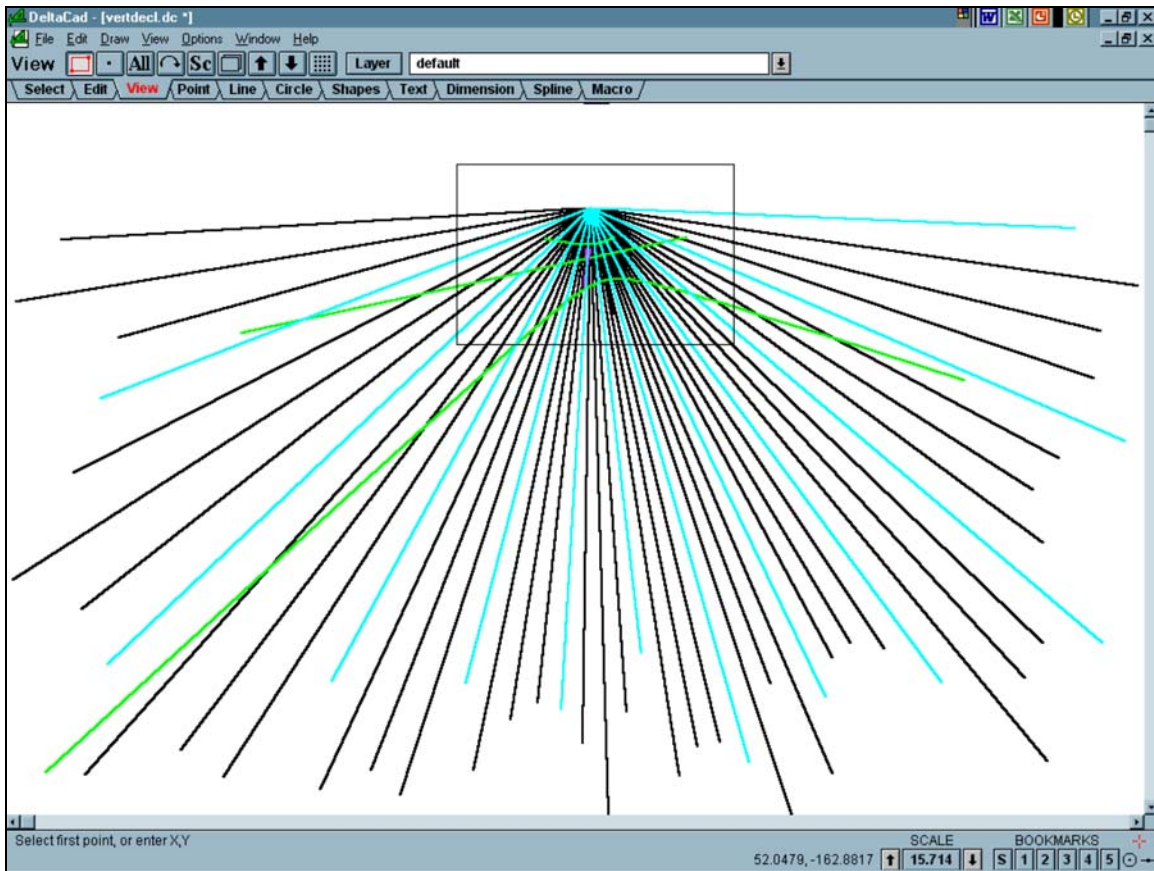 DeltaCad - [vertdecl.dc *]
File Edit Draw View Options Window Help
View All Sc Layer default
Select Edit View Point Line Circle Shapes Text Dimension Spline Macro
Select first point, or enter X,Y SCALE BOOKMARKS
52.0479,-162.8817 15.714 S 1 2 3 4 5